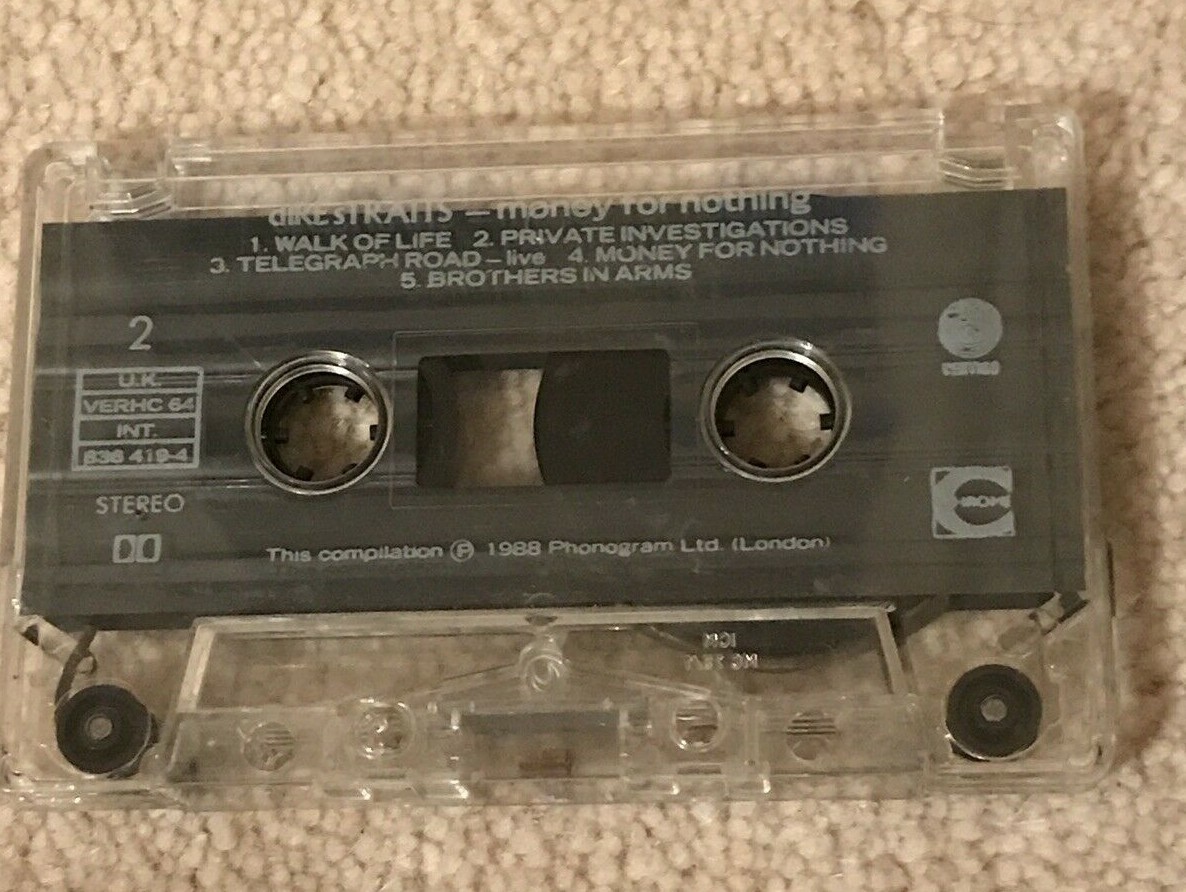 diRE STRAITS – money for nothing
1. WALK OF LIFE 2. PRIVATE INVESTIGATIONS
3. TELEGRAPH ROAD – live 4. MONEY FOR NOTHING
5. BROTHERS IN ARMS
2
U.K.
VERHC 64
INT.
836 419-4
STEREO
vertigo
CHROME
This compilation ℗ 1988 Phonogram Ltd. (London)